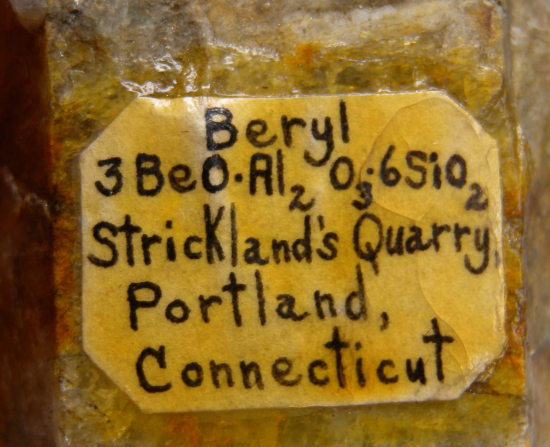 Beryl
3BeO·Al₂O₃·6SiO₂
Strickland's Quarry,
Portland,
Connecticut